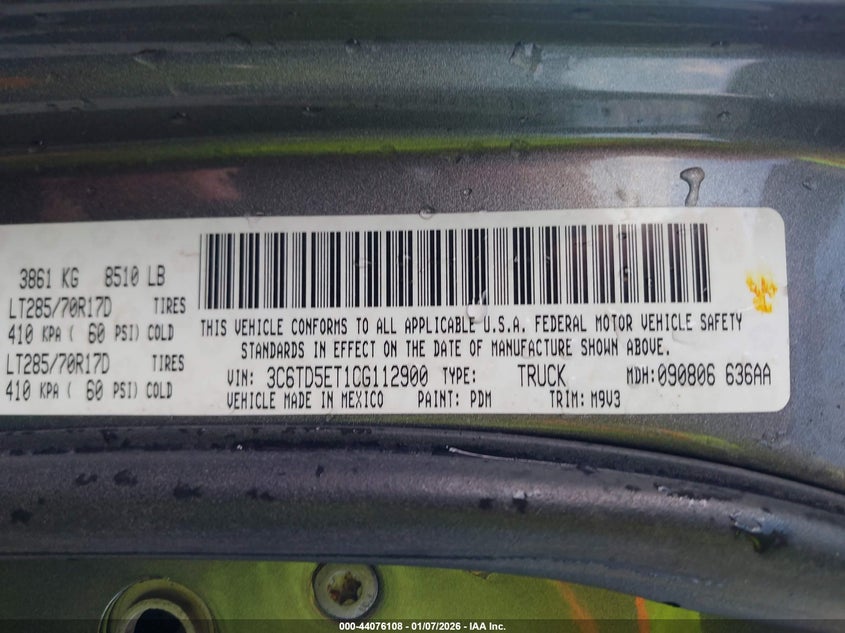 3861 KG 8510 LB
LT285/70R17D TIRES
410 KPA ( 60 PSI) COLD
LT285/70R17D TIRES
410 KPA ( 60 PSI) COLD
THIS VEHICLE CONFORMS TO ALL APPLICABLE U.S.A. FEDERAL MOTOR VEHICLE SAFETY
STANDARDS IN EFFECT ON THE DATE OF MANUFACTURE SHOWN ABOVE.
VIN: 3C6TD5ET1CG112900 TYPE: TRUCK MDH:090806 636AA
VEHICLE MADE IN MEXICO PAINT: PDM TRIM: M9V3
000-44076108 - 01/07/2026 - IAA Inc.